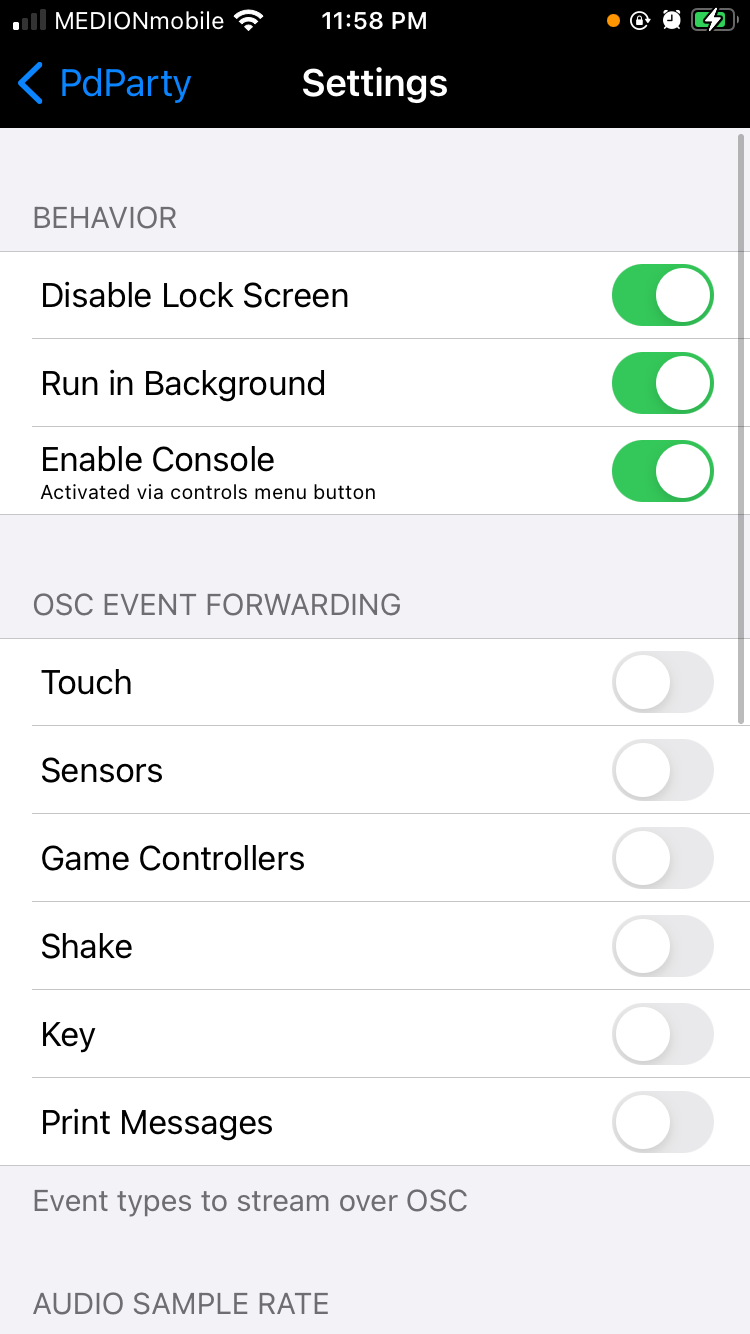 MEDIONmobile 11:58 PM
PdParty Settings
BEHAVIOR
Disable Lock Screen
Run in Background
Enable Console
Activated via controls menu button
OSC EVENT FORWARDING
Touch
Sensors
Game Controllers
Shake
Key
Print Messages
Event types to stream over OSC
AUDIO SAMPLE RATE